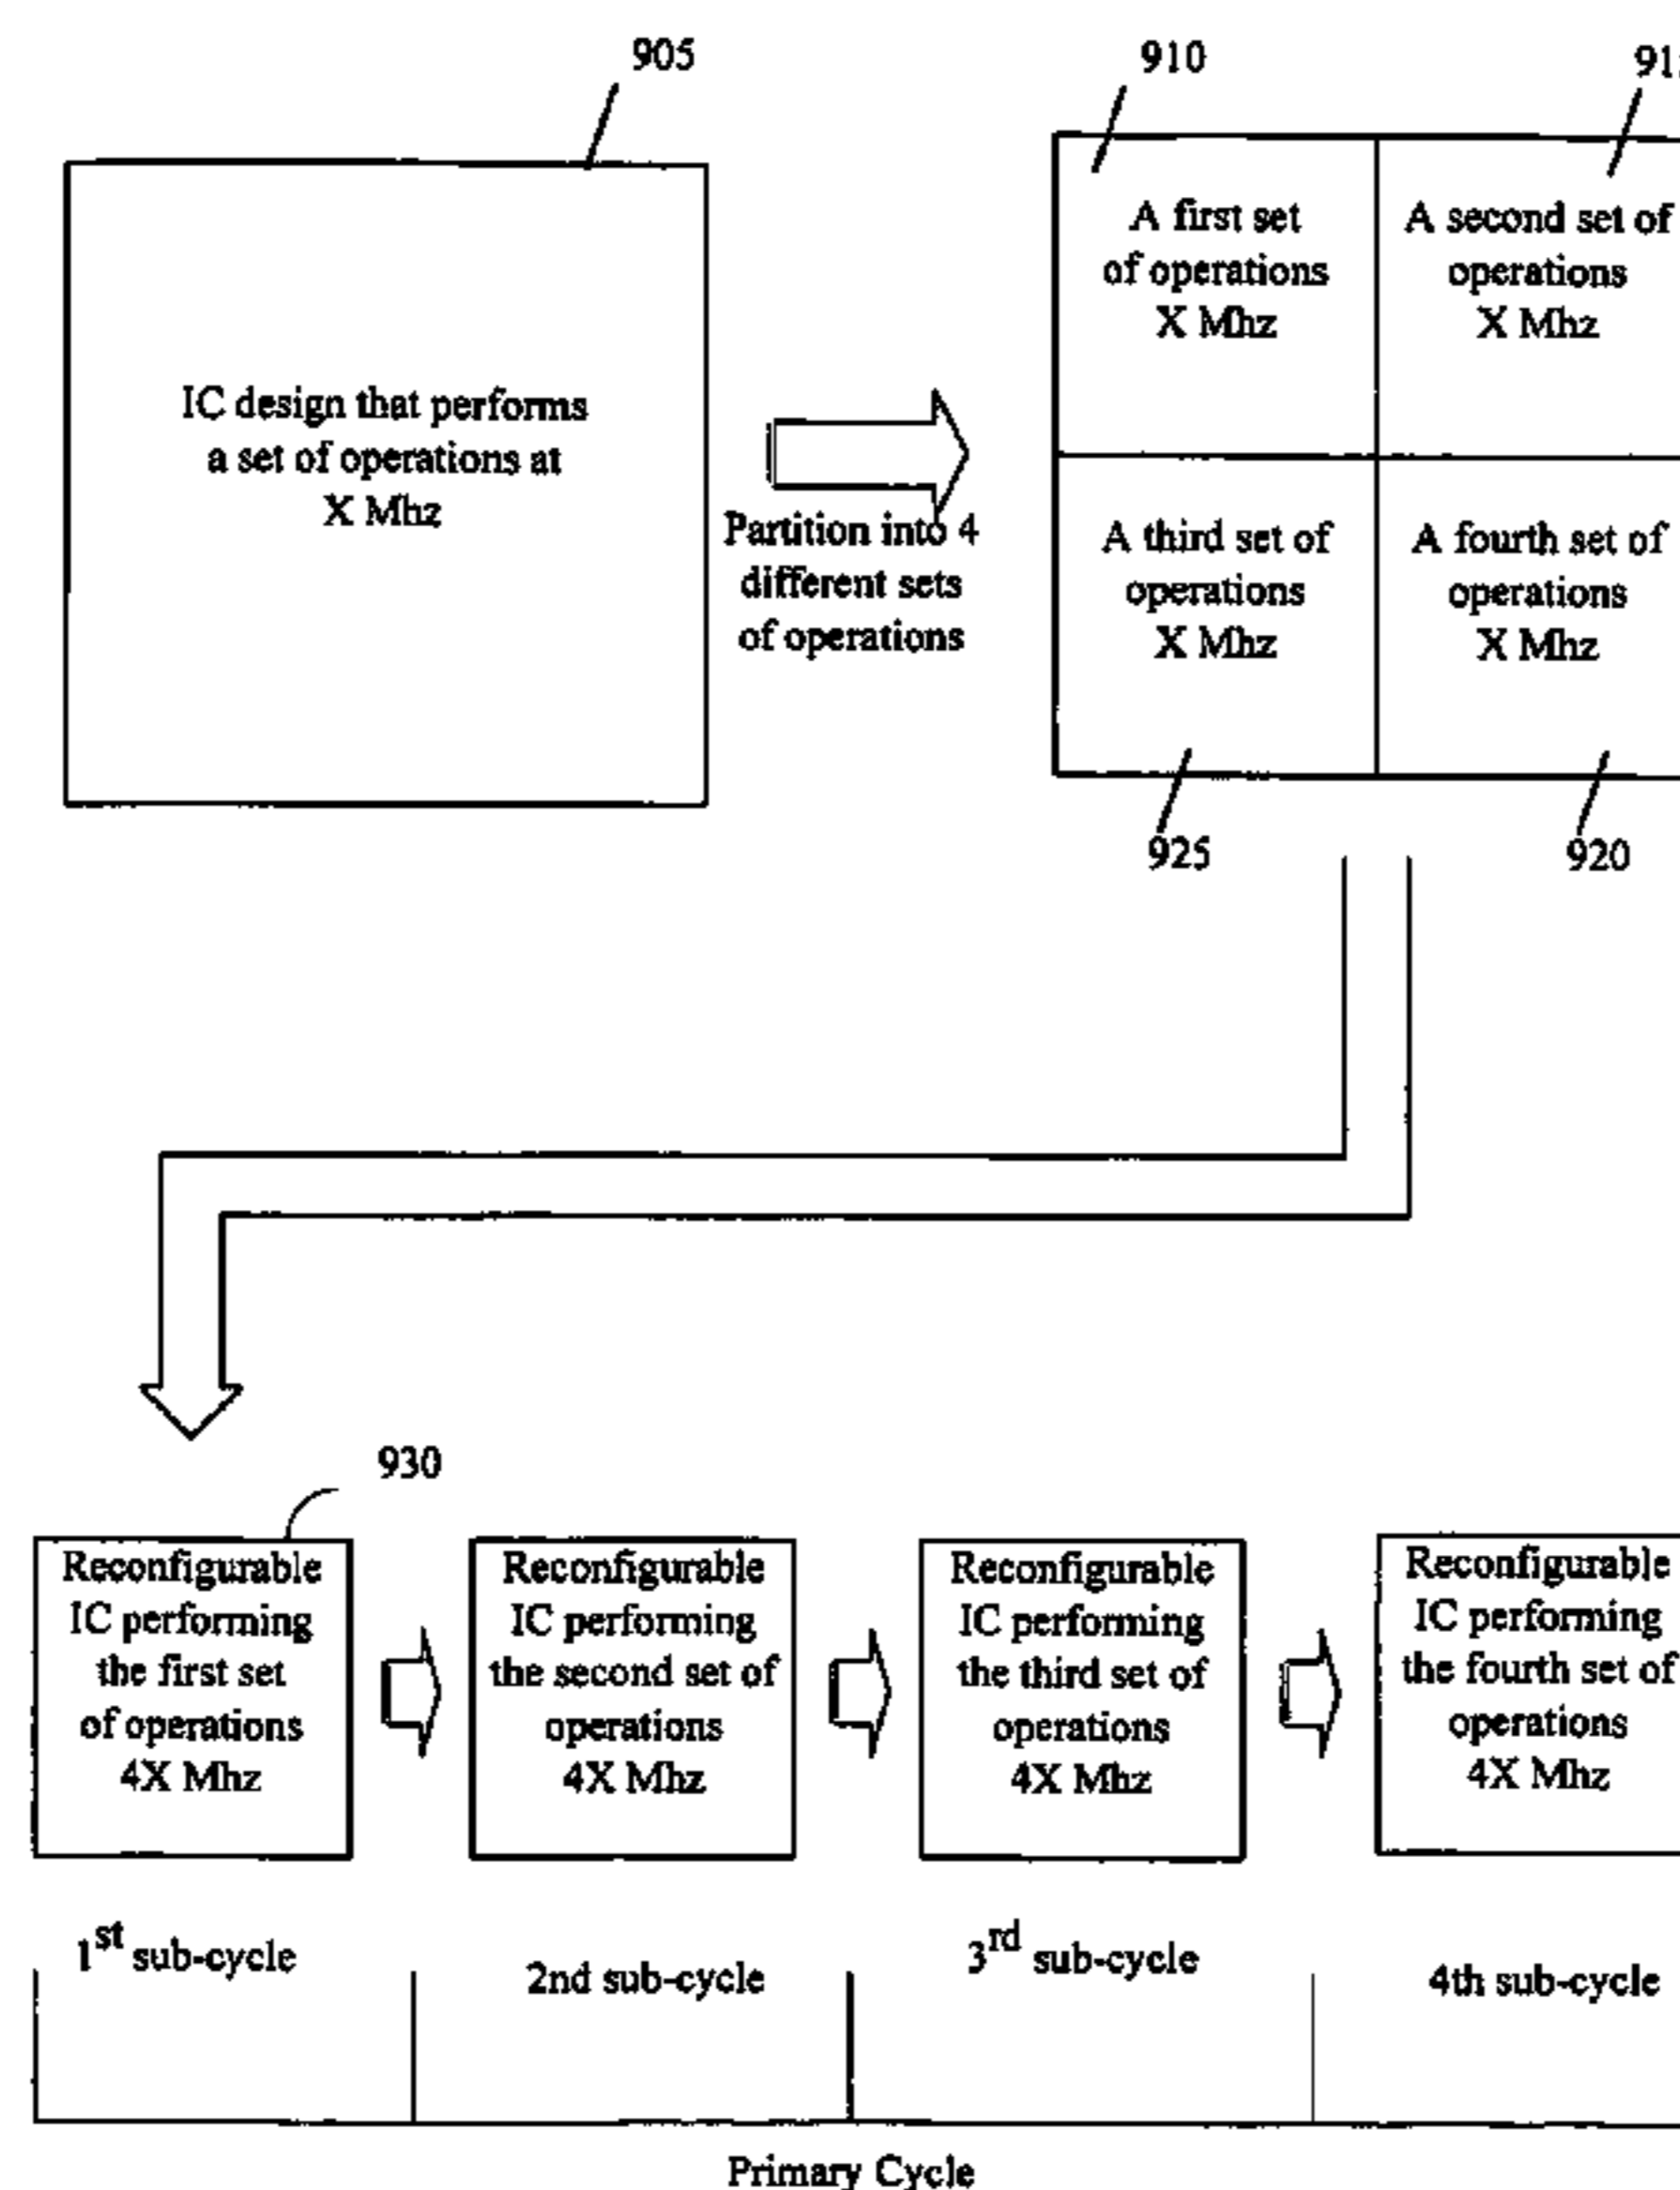 905
910
IC design that performs
a set of operations at
X Mhz
Partition into 4
different sets
of operations
A first set
of operations
X Mhz
A second set of
operations
X Mhz
A third set of
operations
X Mhz
A fourth set of
operations
X Mhz
925
920
930
Reconfigurable
IC performing
the first set
of operations
4X Mhz
Reconfigurable
IC performing
the second set of
operations
4X Mhz
Reconfigurable
IC performing
the third set of
operations
4X Mhz
Reconfigurable
IC performing
the fourth set of
operations
4X Mhz
1st sub-cycle
2nd sub-cycle
3rd sub-cycle
4th sub-cycle
Primary Cycle